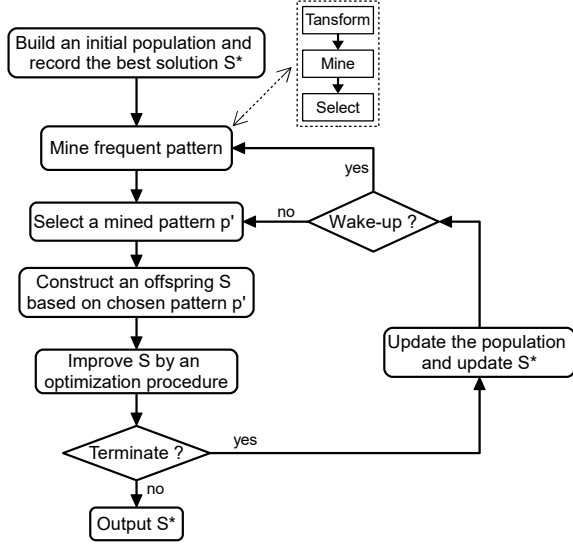 Build an initial population and
record the best solution S*
Tansform
Mine
Select
Mine frequent pattern
yes
Select a mined pattern p'
no
Wake-up ?
Construct an offspring S
based on chosen pattern p'
Update the population
and update S*
Improve S by an
optimization procedure
Terminate ?
yes
no
Output S*